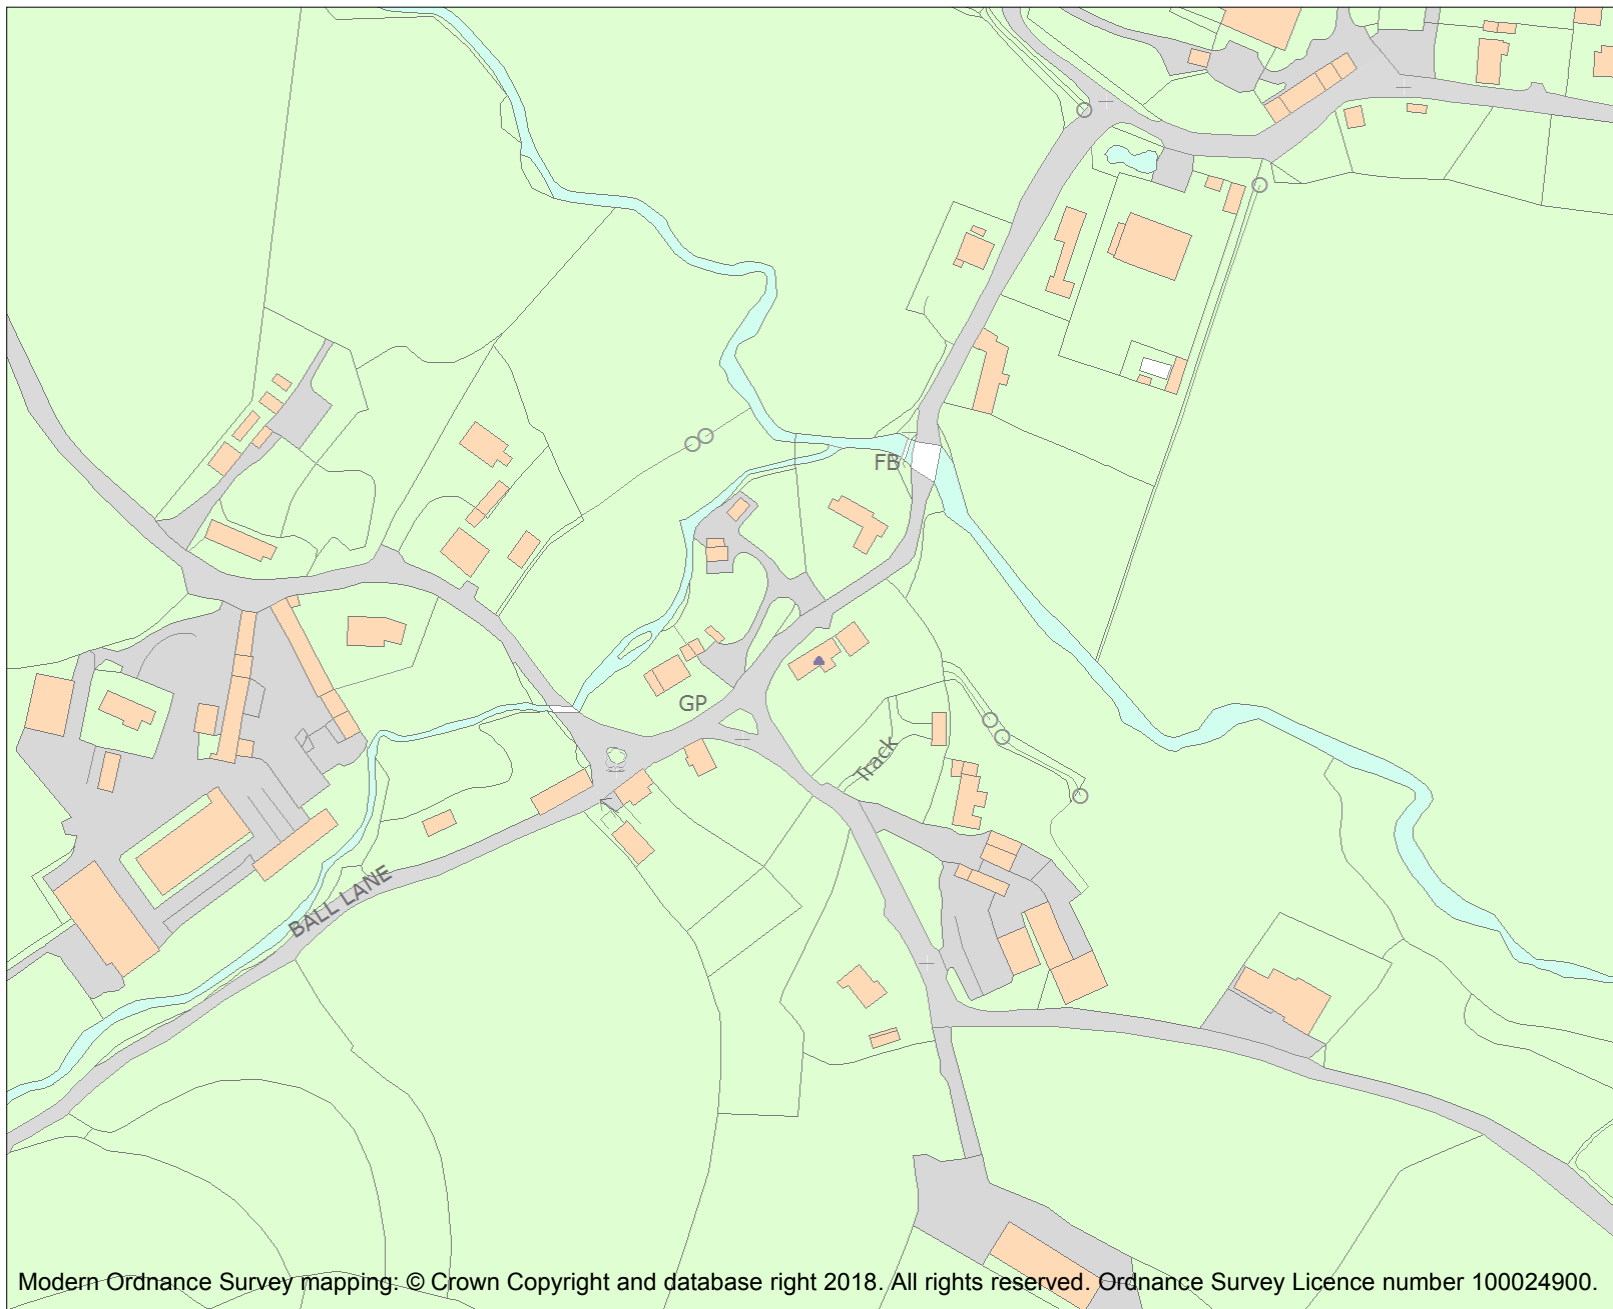 FB
GP
Track
BALL LANE
Modern Ordnance Survey mapping: © Crown Copyright and database right 2018. All rights reserved. Ordnance Survey Licence number 100024900.